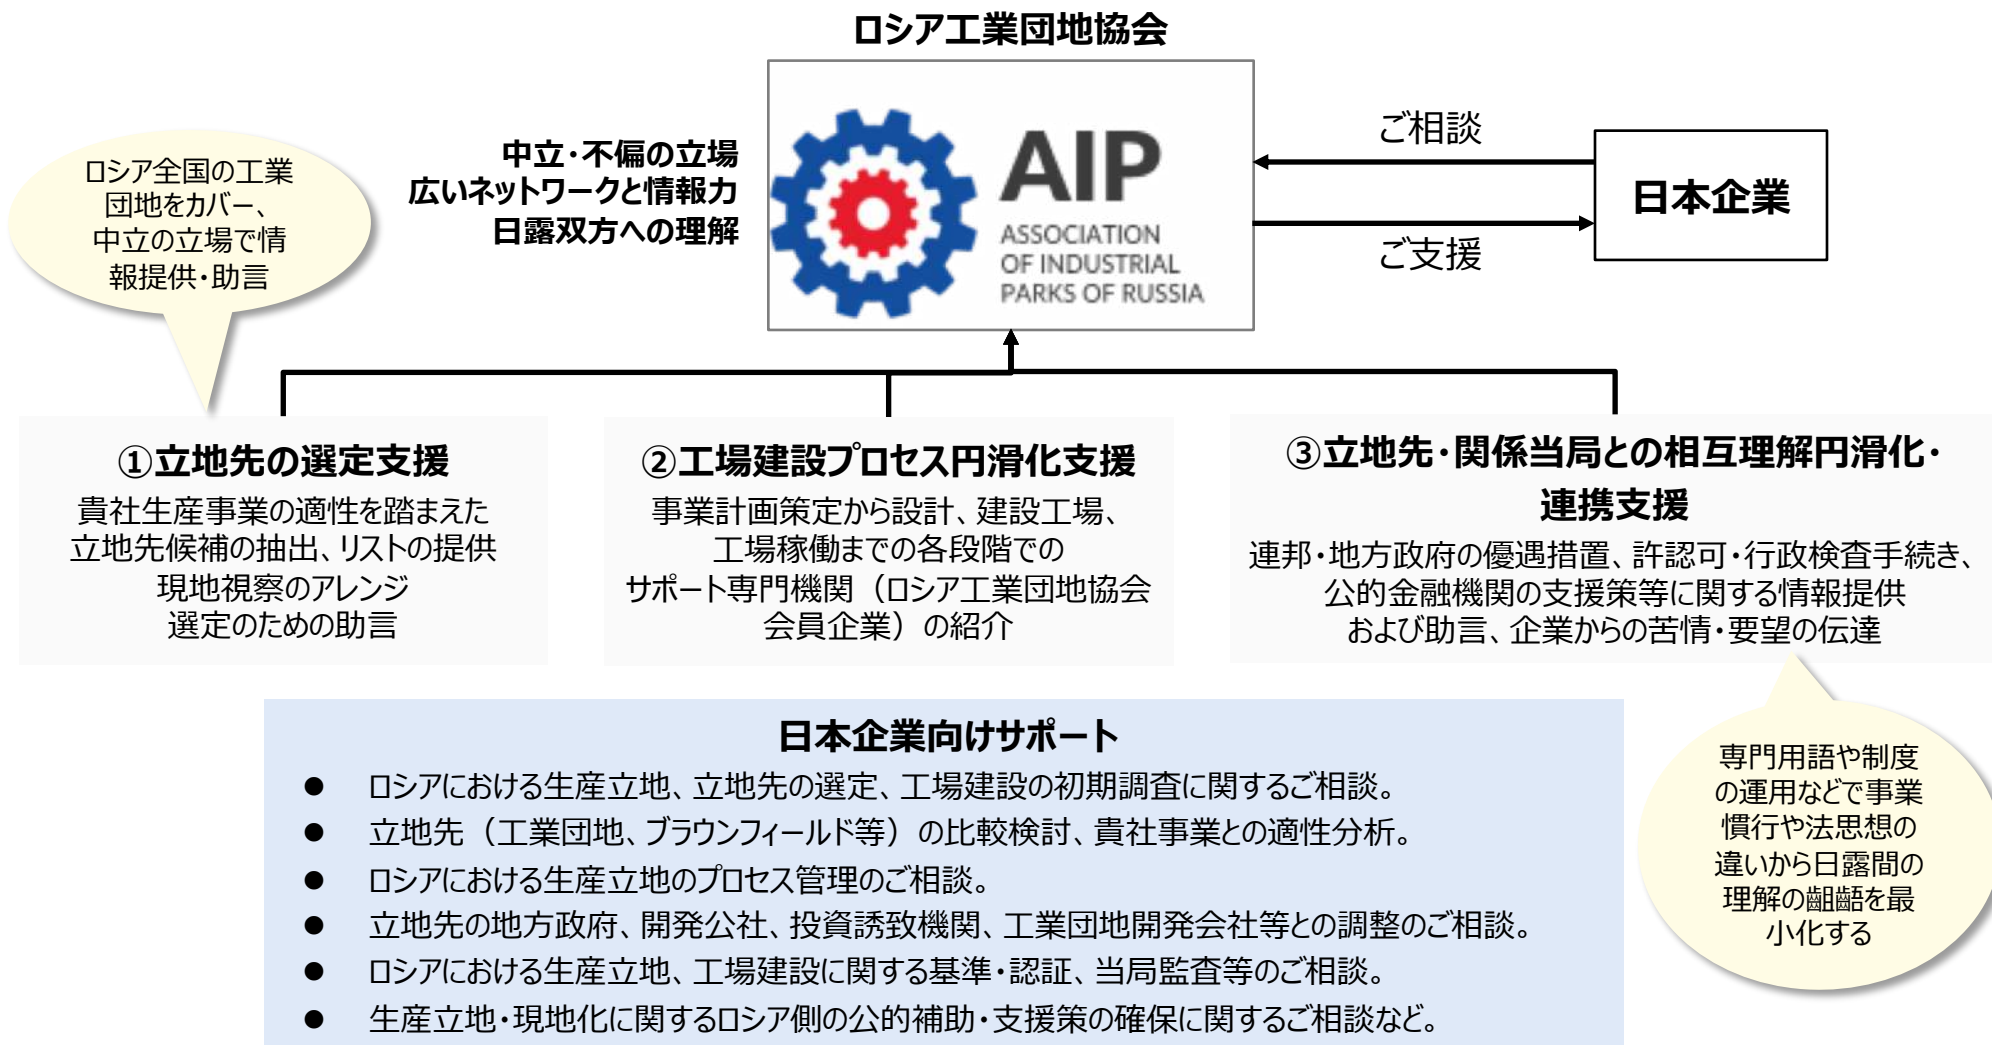 ロシア工業団地協会
中立・不偏の立場
広いネットワークと情報力
日露双方への理解
AIP
ASSOCIATION
OF INDUSTRIAL
PARKS OF RUSSIA
ご相談
ご支援
日本企業
ロシア全国の工業
団地をカバー、
中立の立場で情
報提供・助言
①立地先の選定支援
貴社生産事業の適性を踏まえた
立地先候補の抽出、リストの提供
現地視察のアレンジ
選定のための助言
②工場建設プロセス円滑化支援
事業計画策定から設計、建設工場、
工場稼働までの各段階での
サポート専門機関（ロシア工業団地協会
会員企業）の紹介
③立地先・関係当局との相互理解円滑化・
連携支援
連邦・地方政府の優遇措置、許認可・行政検査手続き、
公的金融機関の支援策等に関する情報提供
および助言、企業からの苦情・要望の伝達
専門用語や制度
の運用などで事業
慣行や法思想の
違いから日露間の
理解の齟齬を最
小化する
日本企業向けサポート
● ロシアにおける生産立地、立地先の選定、工場建設の初期調査に関するご相談。
● 立地先（工業団地、ブラウンフィールド等）の比較検討、貴社事業との適性分析。
● ロシアにおける生産立地のプロセス管理のご相談。
● 立地先の地方政府、開発公社、投資誘致機関、工業団地開発会社等との調整のご相談。
● ロシアにおける生産立地、工場建設に関する基準・認証、当局監査等のご相談。
● 生産立地・現地化に関するロシア側の公的補助・支援策の確保に関するご相談など。